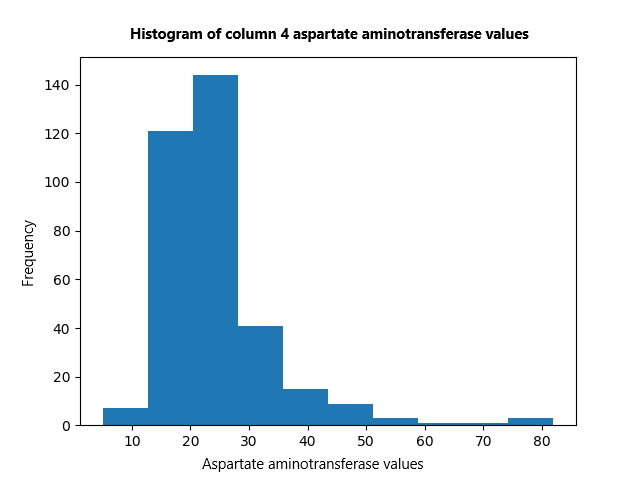 Histogram of column 4 aspartate aminotransferase values
140
120
100
80
60
40
20
0
Frequency
10 20 30 40 50 60 70 80
Aspartate aminotransferase values